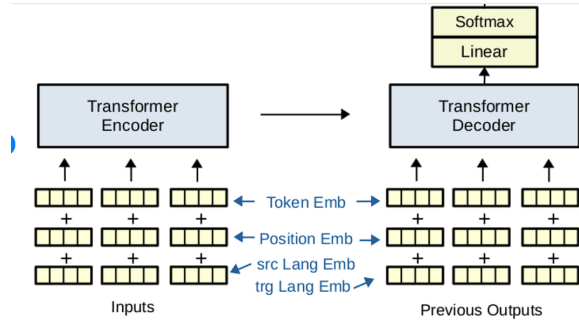 Softmax
Linear
Transformer
Encoder
Transformer
Decoder
Token Emb
+ + + + + +
Position Emb
+ + + + + +
src Lang Emb
trg Lang Emb
Inputs
Previous Outputs